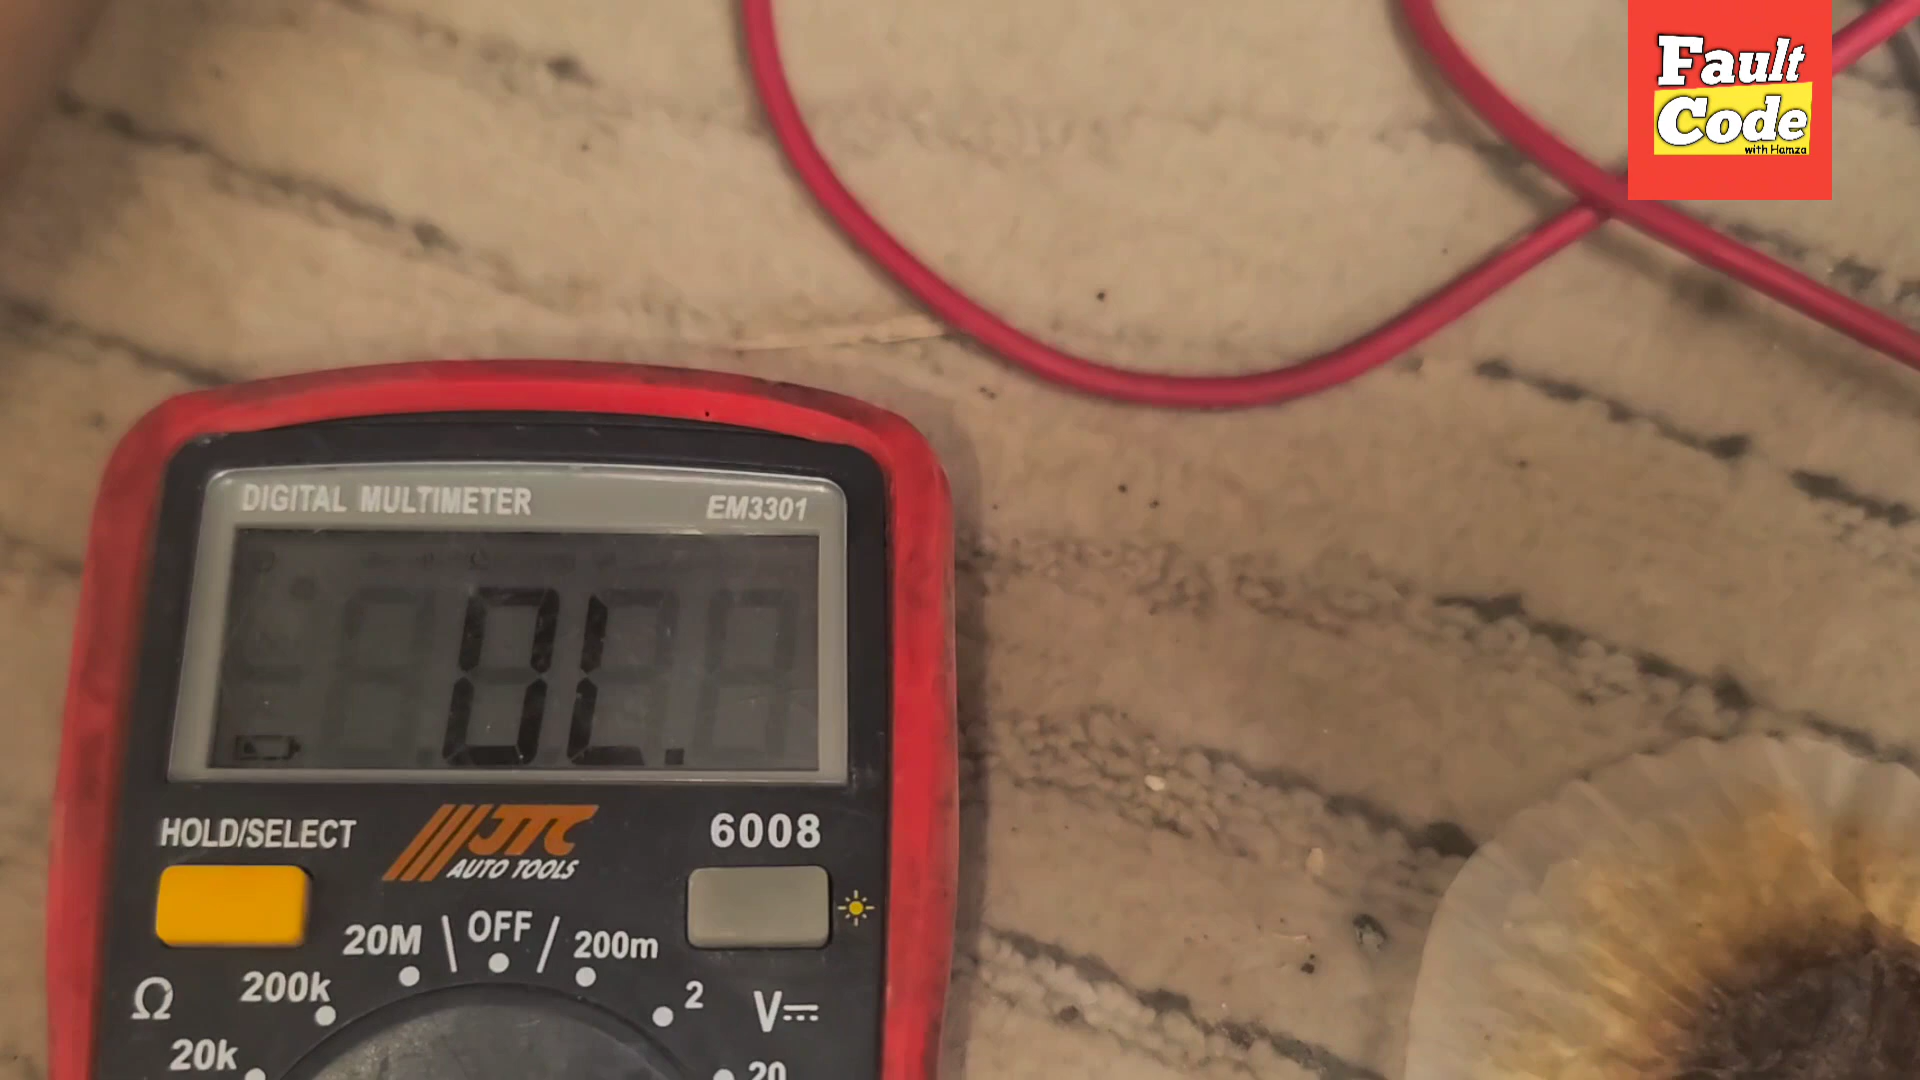 Fault
Code
with Hamza
DIGITAL MULTIMETER EM3301
OL.
HOLD/SELECT JTC 6008
AUTO TOOLS
20M OFF 200m
Ω 200k 2 V
20k 20